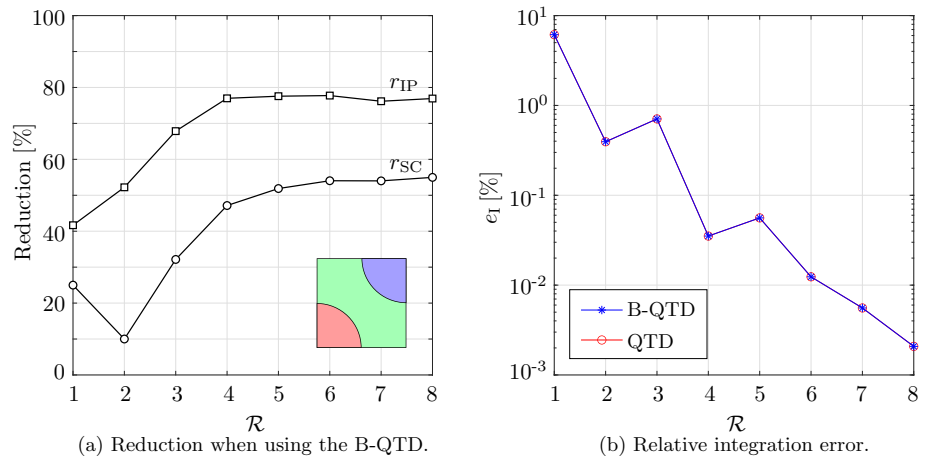 100
80
60
40
20
0
Reduction [%]
r_IP
r_SC
1 2 3 4 5 6 7 8
ℛ
(a) Reduction when using the B-QTD.
10^1
10^0
10^-1
10^-2
10^-3
e_I [%]
B-QTD
QTD
1 2 3 4 5 6 7 8
ℛ
(b) Relative integration error.